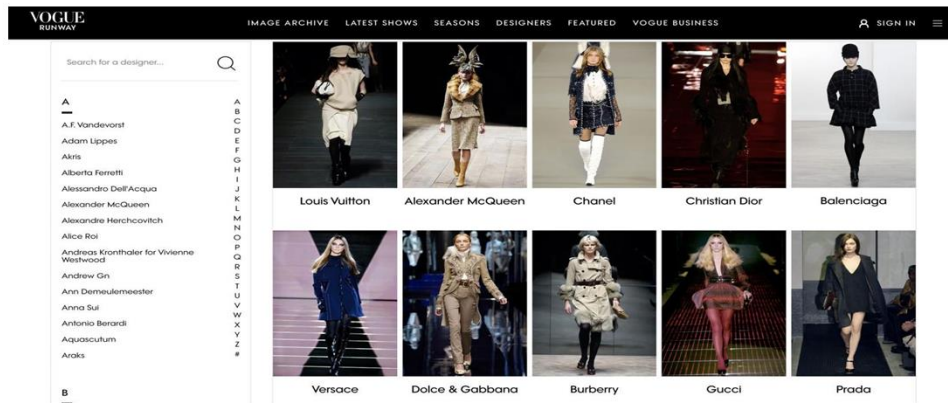 VOGUE
RUNWAY
IMAGE ARCHIVE LATEST SHOWS SEASONS DESIGNERS FEATURED VOGUE BUSINESS
SIGN IN
Search for a designer...
A
A.F. Vandevorst
Adam Lippes
Akris
Alberta Ferretti
Alessandro Dell'Acqua
Alexander McQueen
Alexandre Herchcovitch
Alice Roi
Andreas Kronthaler for Vivienne
Westwood
Andrew Gn
Ann Demeulemeester
Anna Sui
Antonio Berardi
Aquascutum
Araks
B
A
B
C
D
E
F
G
H
I
J
K
L
M
N
O
P
Q
R
S
T
U
V
W
X
Y
Z
#
Louis Vuitton Alexander McQueen Chanel Christian Dior Balenciaga
Versace Dolce & Gabbana Burberry Gucci Prada